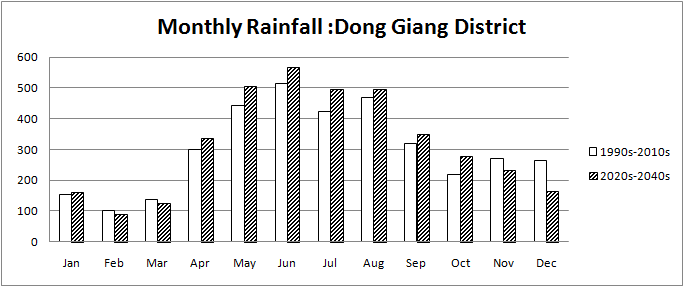 Monthly Rainfall :Dong Giang District
600
500
400
300
200
100
0
Jan Feb Mar Apr May Jun Jul Aug Sep Oct Nov Dec
1990s-2010s
2020s-2040s